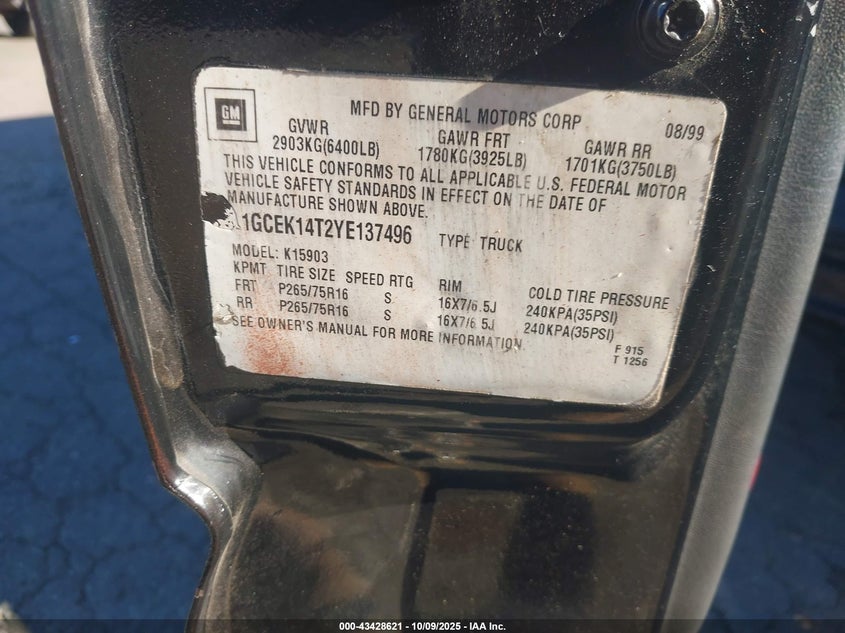 GM
MFD BY GENERAL MOTORS CORP 08/99
GVWR GAWR FRT GAWR RR
2903KG(6400LB) 1780KG(3925LB) 1701KG(3750LB)
THIS VEHICLE CONFORMS TO ALL APPLICABLE U.S. FEDERAL MOTOR
VEHICLE SAFETY STANDARDS IN EFFECT ON THE DATE OF
MANUFACTURE SHOWN ABOVE.
1GCEK14T2YE137496 TYPE TRUCK
MODEL: K15903
KPMT TIRE SIZE SPEED RTG RIM COLD TIRE PRESSURE
FRT P265/75R16 S 16X7/6.5J 240KPA(35PSI)
RR P265/75R16 S 16X7/6.5J 240KPA(35PSI)
SEE OWNER'S MANUAL FOR MORE INFORMATION
F 915
T 1256
000-43428621 - 10/09/2025 - IAA Inc.